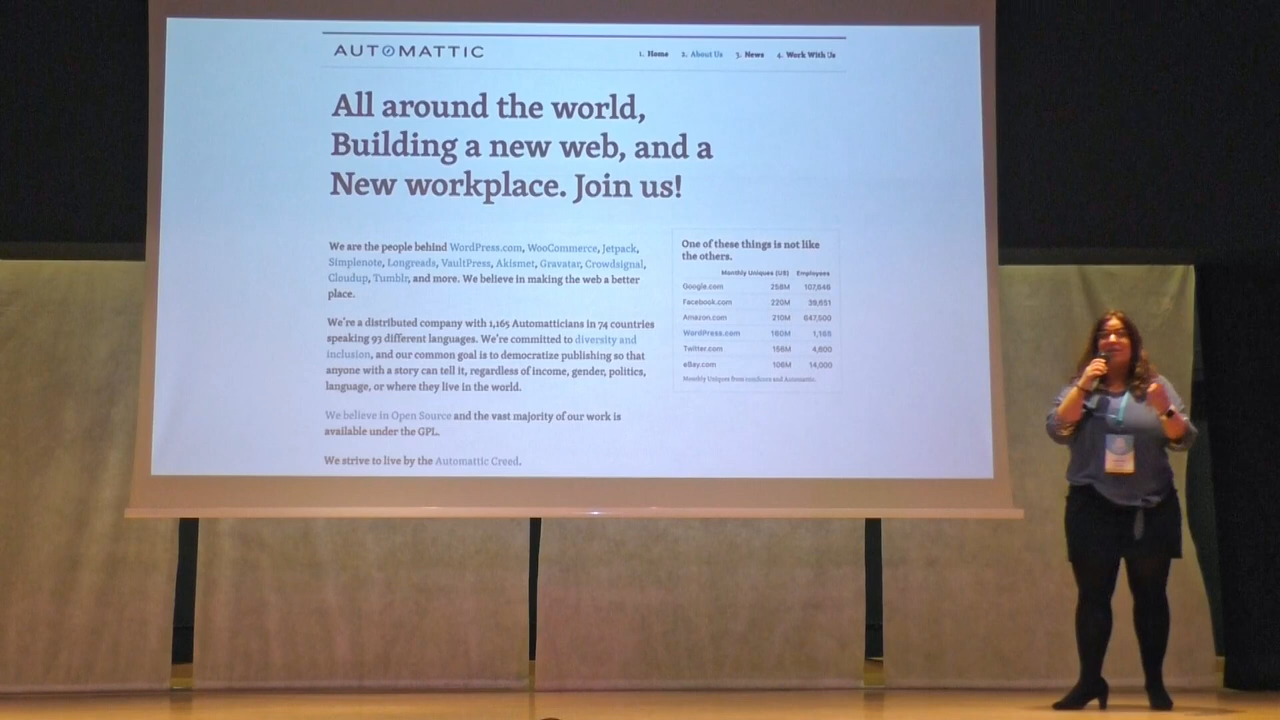 AUTOMATTIC
1. Home 2. About Us 3. News 4. Work With Us
All around the world,
Building a new web, and a
New workplace. Join us!
We are the people behind WordPress.com, WooCommerce, Jetpack,
Simplenote, Longreads, VaultPress, Akismet, Gravatar, Crowdsignal,
Cloudup, Tumblr, and more. We believe in making the web a better
place.
We're a distributed company with 1,165 Automatticians in 74 countries
speaking 93 different languages. We're committed to diversity and
inclusion, and our common goal is to democratize publishing so that
anyone with a story can tell it, regardless of income, gender, politics,
language, or where they live in the world.
We believe in Open Source and the vast majority of our work is
available under the GPL.
We strive to live by the Automattic Creed.
One of these things is not like
the others.
Monthly Uniques (US) Employees
Google.com 258M 107,646
Facebook.com 220M 39,651
Amazon.com 210M 647,500
WordPress.com 160M 1,165
Twitter.com 156M 4,600
eBay.com 106M 14,000
Monthly Uniques from comScore and Automattic.